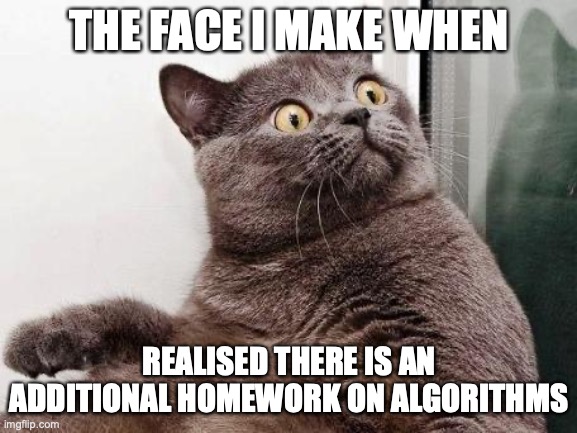 THE FACE I MAKE WHEN
REALISED THERE IS AN
ADDITIONAL HOMEWORK ON ALGORITHMS
imgflip.com